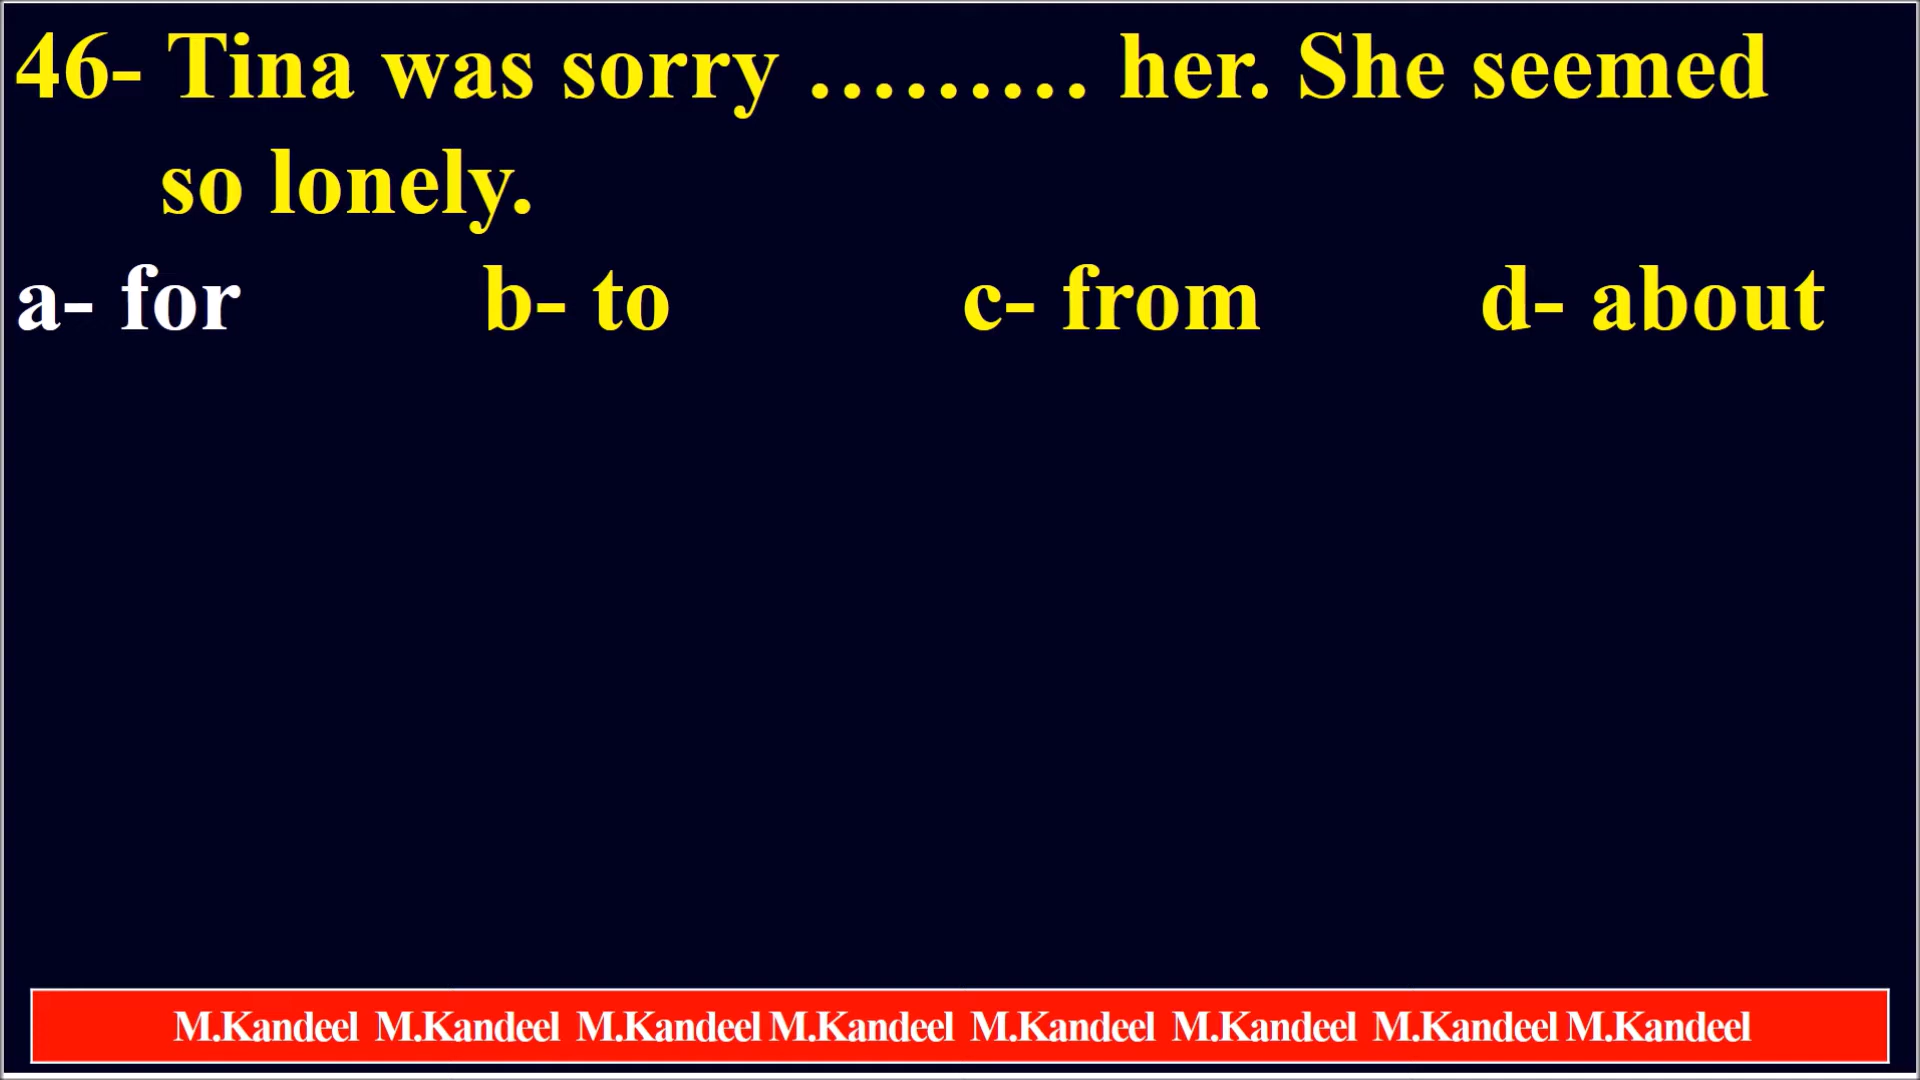 46- Tina was sorry ......... her. She seemed
so lonely.
a- for b- to c- from d- about
M.Kandeel M.Kandeel M.Kandeel M.Kandeel M.Kandeel M.Kandeel M.Kandeel M.Kandeel